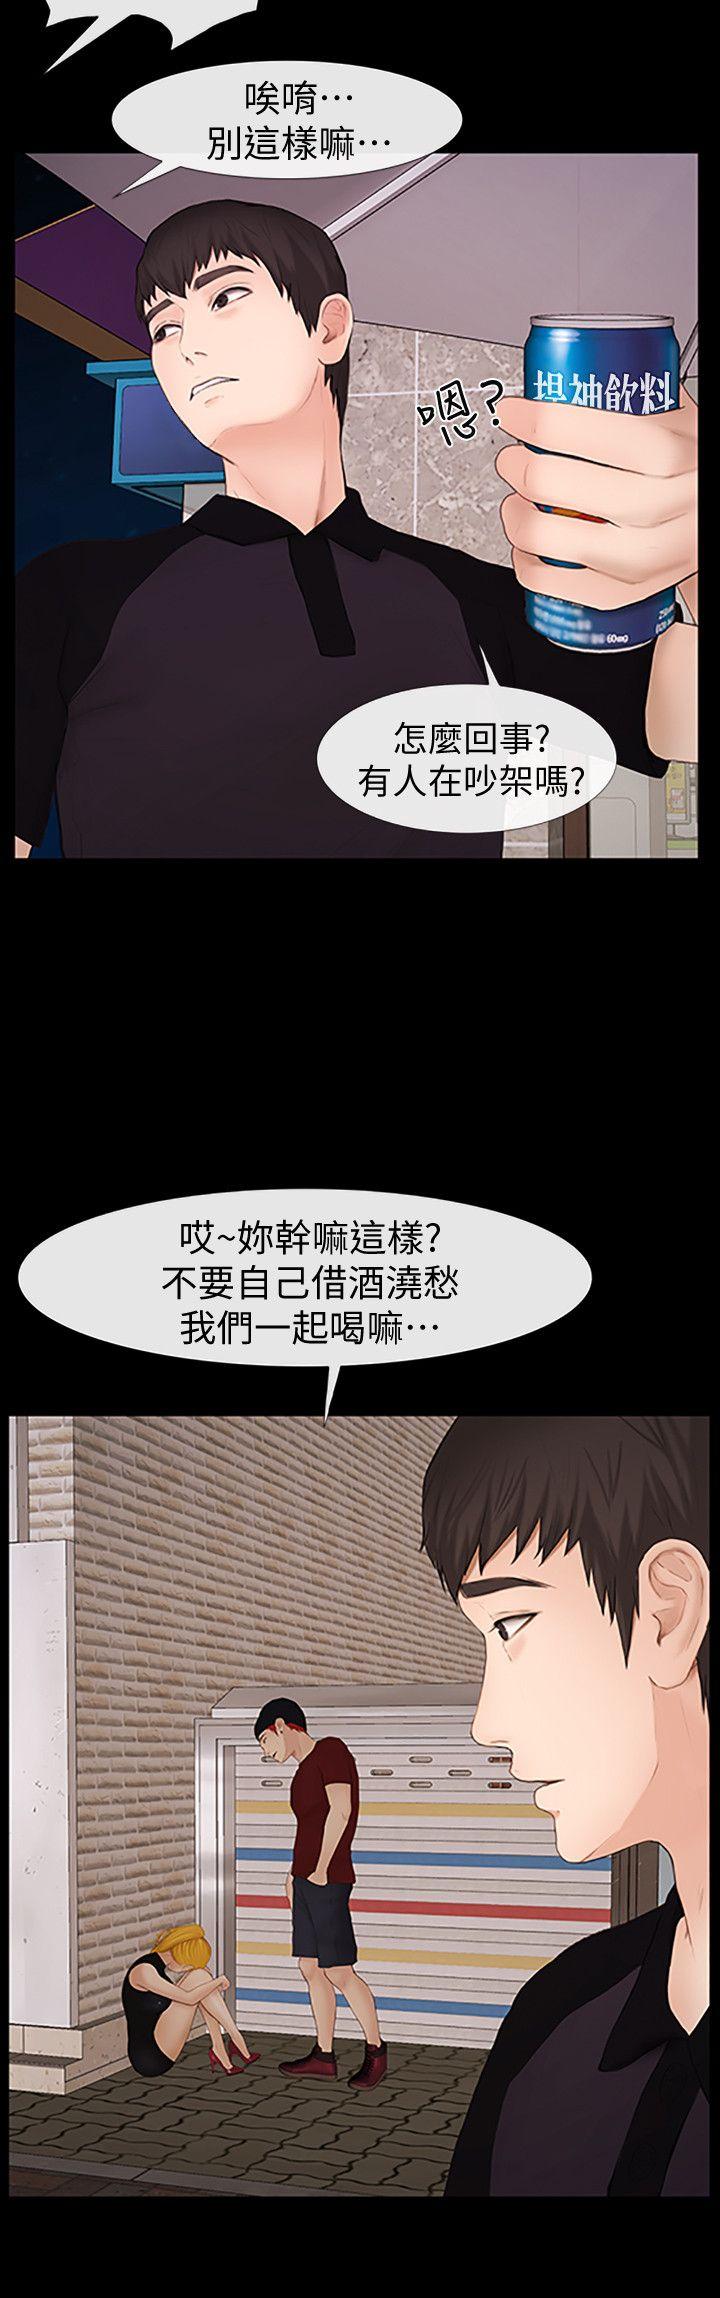 唉唷⋯
別這樣嘛⋯
提神飲料
嗯?
60mg
怎麼回事?
有人在吵架嗎?
哎~妳幹嘛這樣?
不要自己借酒澆愁
我們一起喝嘛⋯